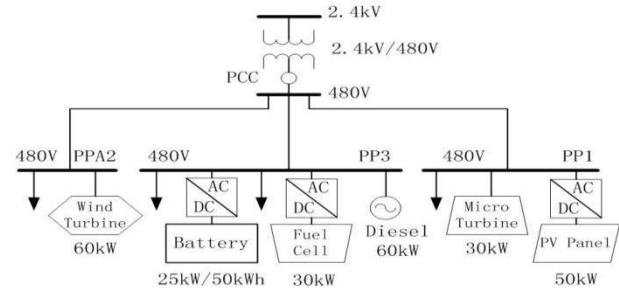 2.4kV
2.4kV/480V
PCC
480V
480V PPA2
480V PP3
480V PP1
AC
DC
AC
DC
AC
DC
Wind
Turbine
Battery
Fuel
Cell
Diesel
Micro
Turbine
PV Panel
60kW
25kW/50kWh
30kW
60kW
30kW
50kW